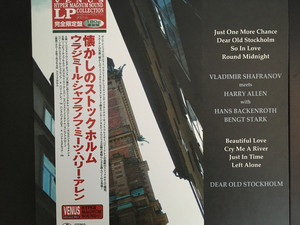 VENUS
HYPER MAGNUM SOUND
LP
COLLECTION
完全限定盤
懐かしのストックホルム
ウラジミール・シャフラノフ・ミーツ・ハリー・アレン
VENUS
Just One More Chance
Dear Old Stockholm
So In Love
Round Midnight
VLADIMIR SHAFRANOV
meets
HARRY ALLEN
with
HANS BACKENROTH
BENGT STARK
Beautiful Love
Cry Me A River
Just In Time
Left Alone
DEAR OLD STOCKHOLM